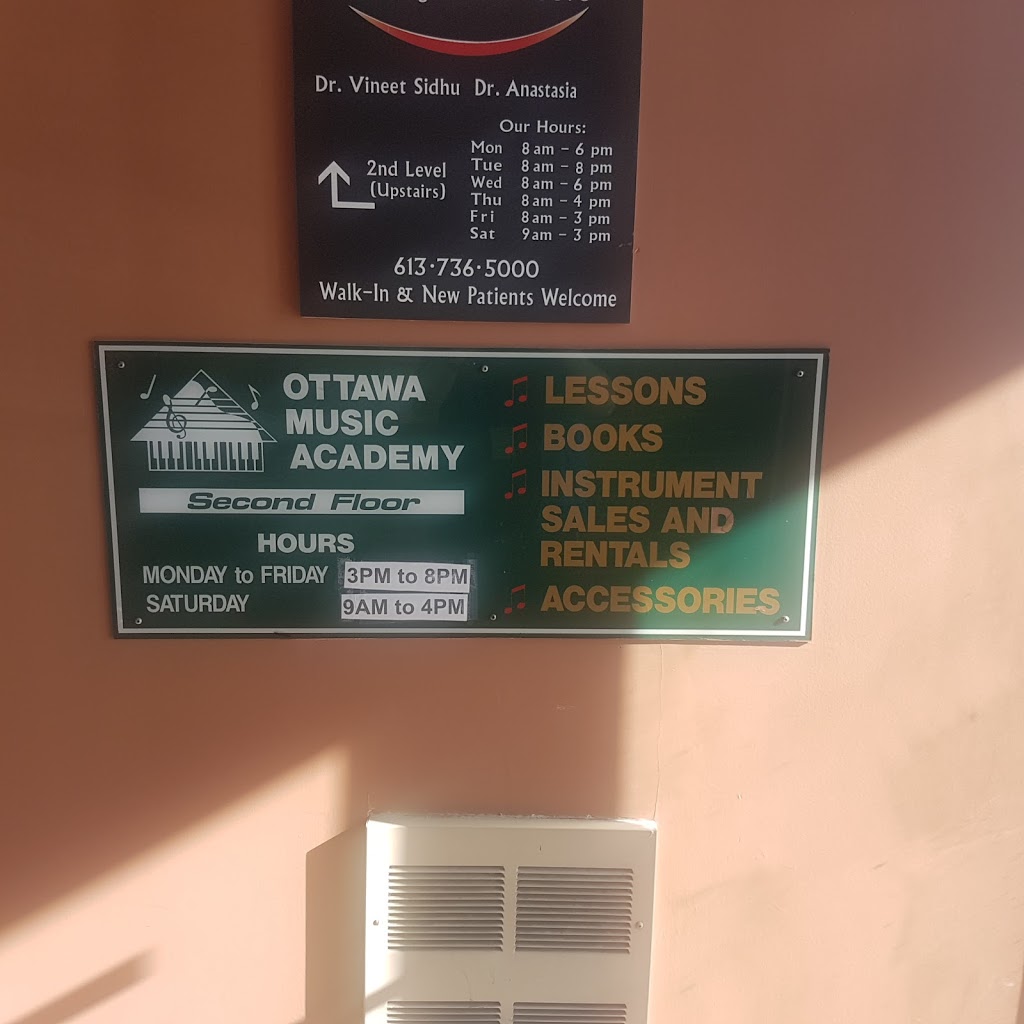 Dr. Vineet Sidhu Dr. Anastasia
Our Hours:
Mon 8 am - 6 pm
Tue 8 am - 8 pm
Wed 8 am - 6 pm
Thu 8 am - 4 pm
Fri 8 am - 3 pm
Sat 9 am - 3 pm
2nd Level
(Upstairs)
613·736·5000
Walk-In & New Patients Welcome
OTTAWA
MUSIC
ACADEMY
Second Floor
HOURS
MONDAY to FRIDAY 3PM to 8PM
SATURDAY 9AM to 4PM
LESSONS
BOOKS
INSTRUMENT
SALES AND
RENTALS
ACCESSORIES